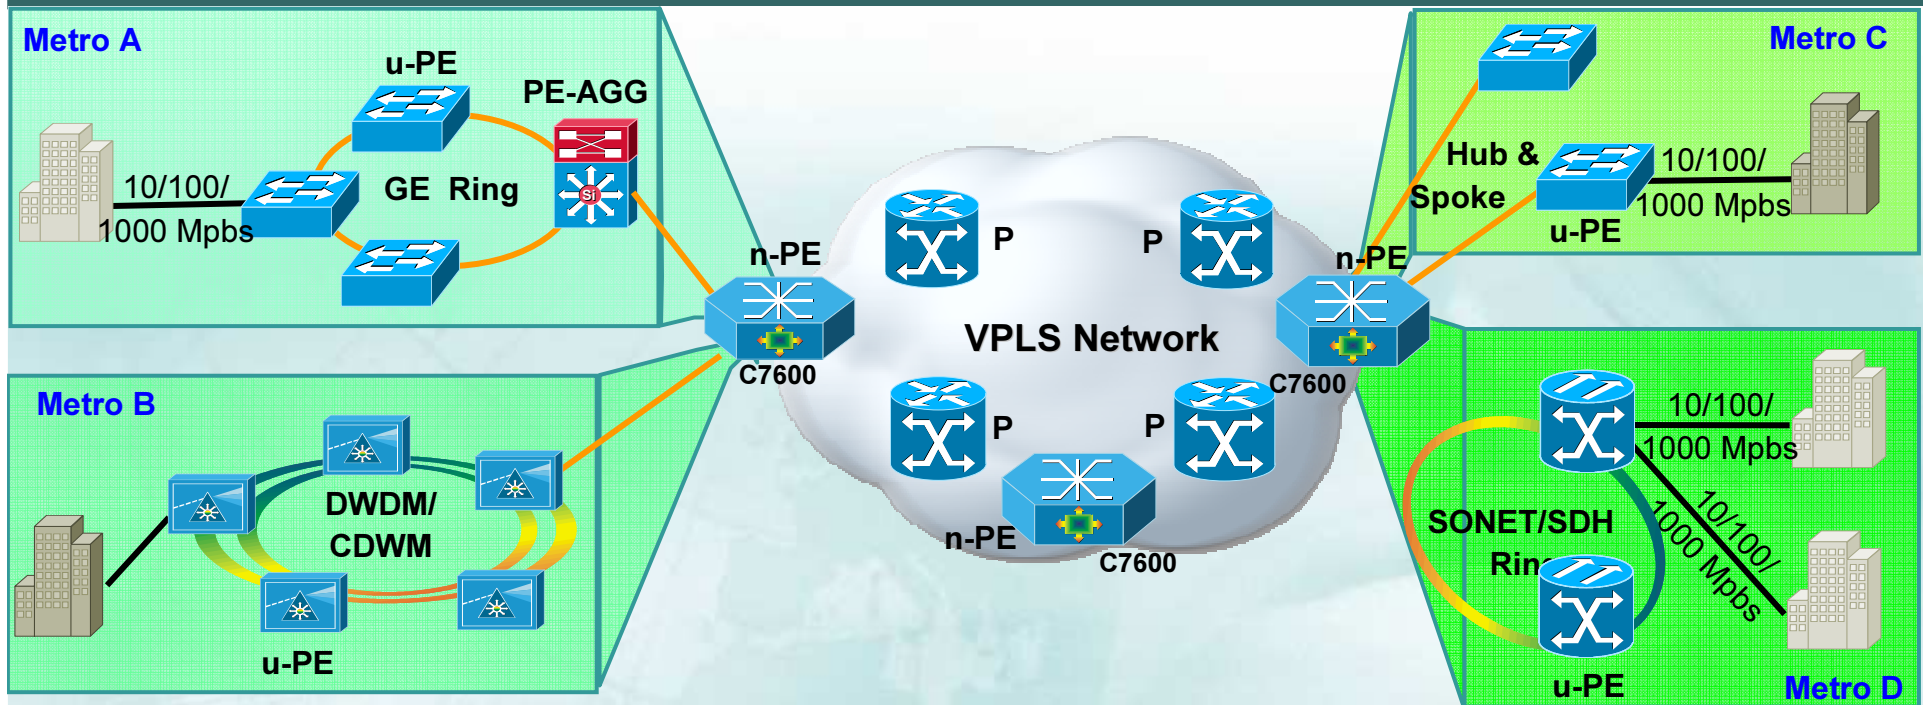 Metro A
u-PE
PE-AGG
10/100/
1000 Mpbs
GE Ring
Si
n-PE
C7600
Metro B
DWDM/
CDWM
u-PE
P
P
VPLS Network
P
P
n-PE
C7600
Metro C
Hub &
Spoke
10/100/
1000 Mpbs
u-PE
n-PE
C7600
10/100/
1000 Mpbs
10/100/
1000 Mpbs
SONET/SDH
Ring
u-PE
Metro D